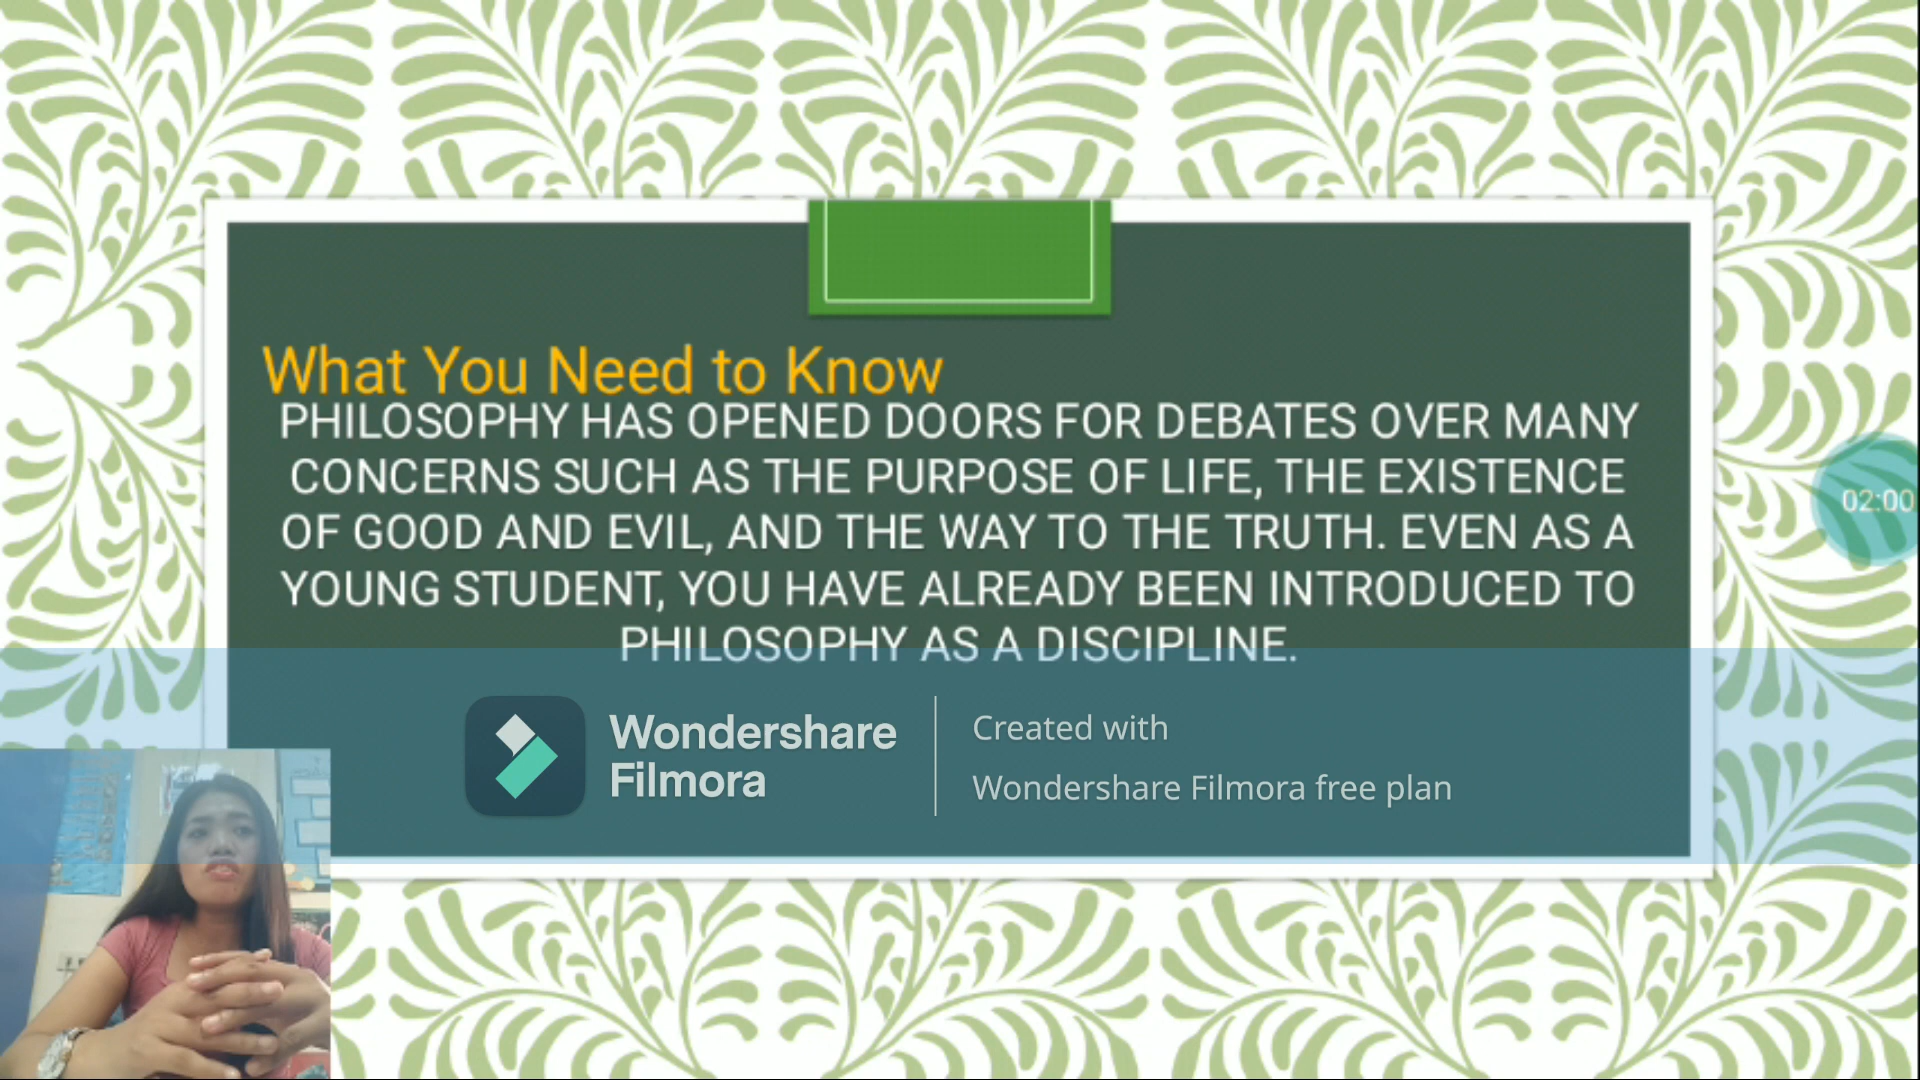 What You Need to Know
PHILOSOPHY HAS OPENED DOORS FOR DEBATES OVER MANY
CONCERNS SUCH AS THE PURPOSE OF LIFE, THE EXISTENCE
OF GOOD AND EVIL, AND THE WAY TO THE TRUTH. EVEN AS A
YOUNG STUDENT, YOU HAVE ALREADY BEEN INTRODUCED TO
PHILOSOPHY AS A DISCIPLINE.
02:00
Wondershare
Filmora
Created with
Wondershare Filmora free plan